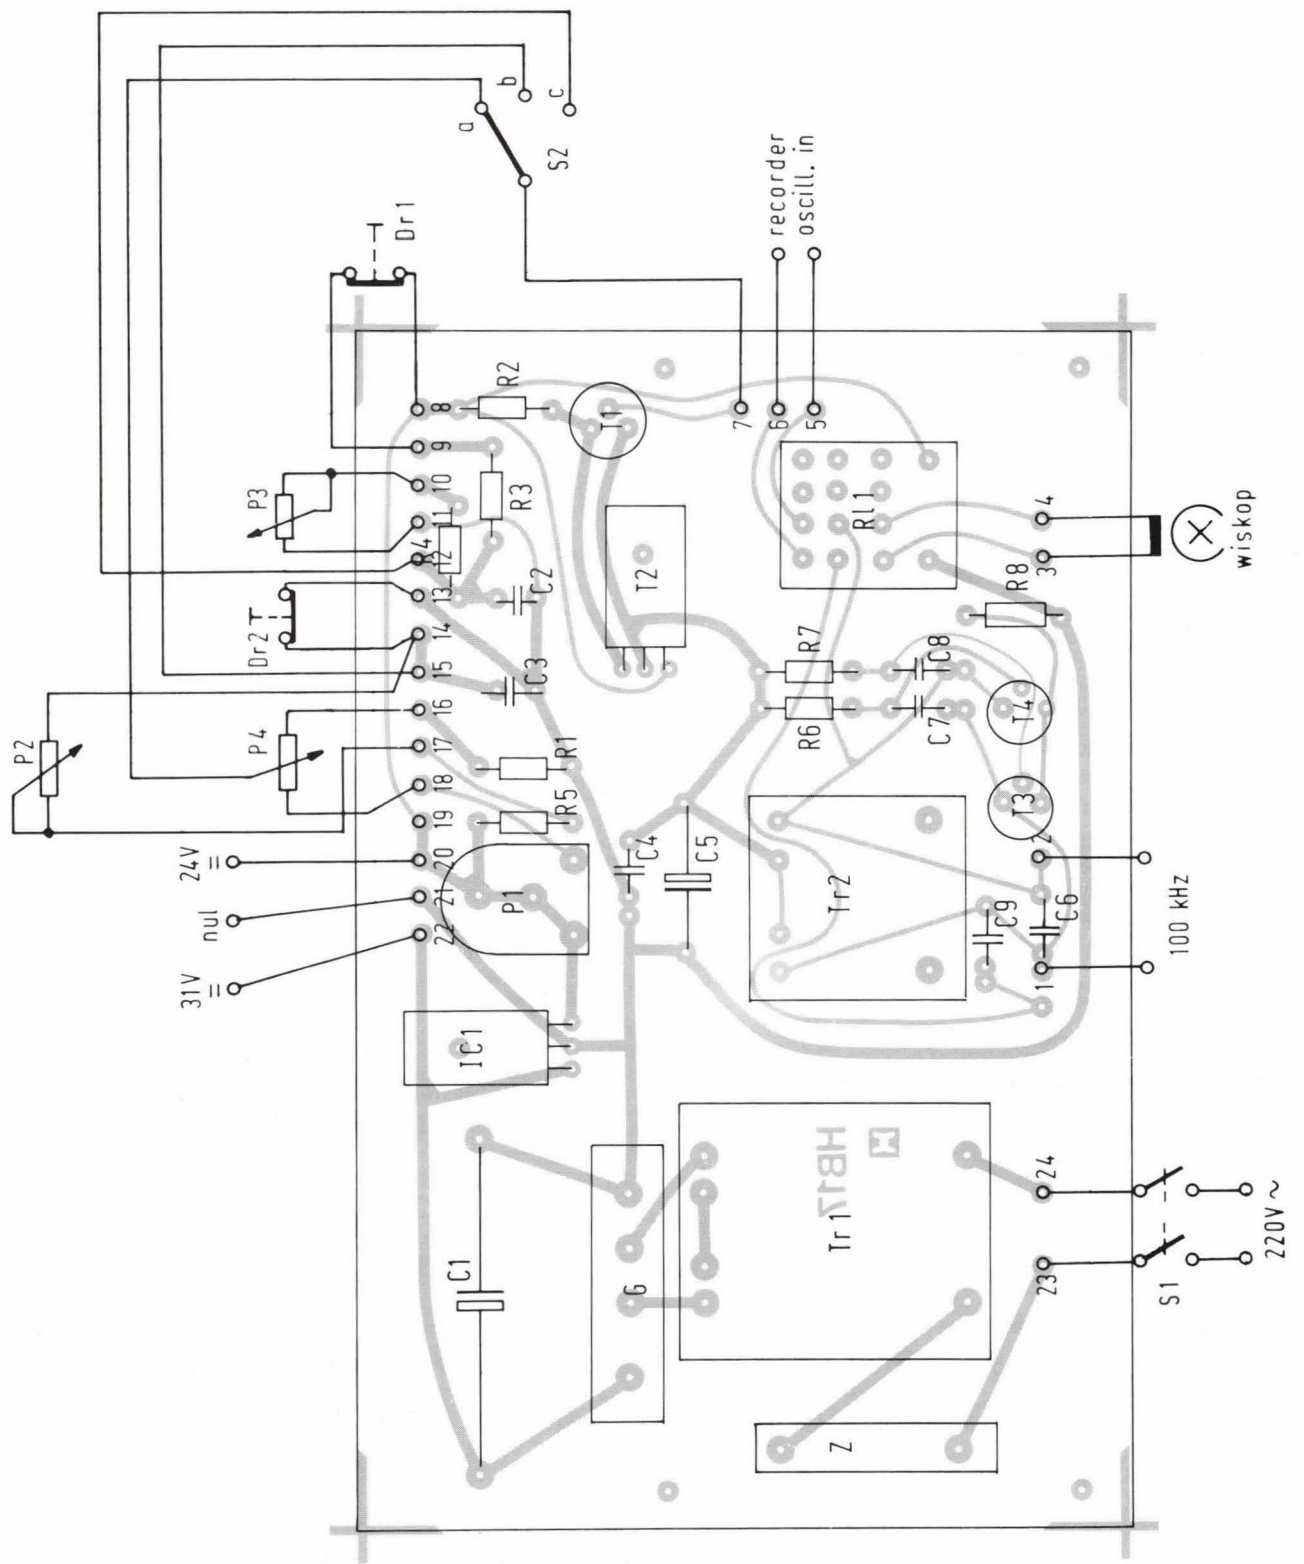 a
b
c
S2
Dr1
recorder
oscill. in
P3
Dr2
P2
P4
24V
=
nul
31V
=
8
9
10
11
12
13
14
15
16
17
18
19
20
21
22
R2
R3
R4
T1
C2
C3
T2
R1
R5
P1
IC1
C1
7
6
5
Rl1
4
3
wiskop
R8
R7
R6
C8
C7
T4
T3
C4
C5
Tr2
C9
C6
2
1
100 kHz
G
Tr1
HB17
H
Z
24
23
S1
220V ~